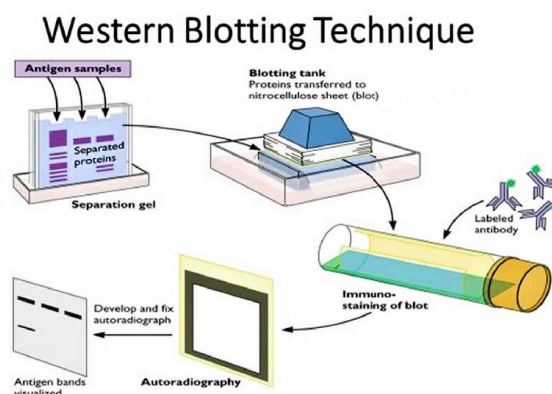 Western Blotting Technique
Antigen samples
Separated
proteins
Separation gel
Blotting tank
Proteins transferred to
nitrocellulose sheet (blot)
Labeled
antibody
Immuno-
staining of blot
Autoradiography
Develop and fix
autoradiograph
Antigen bands
visualized